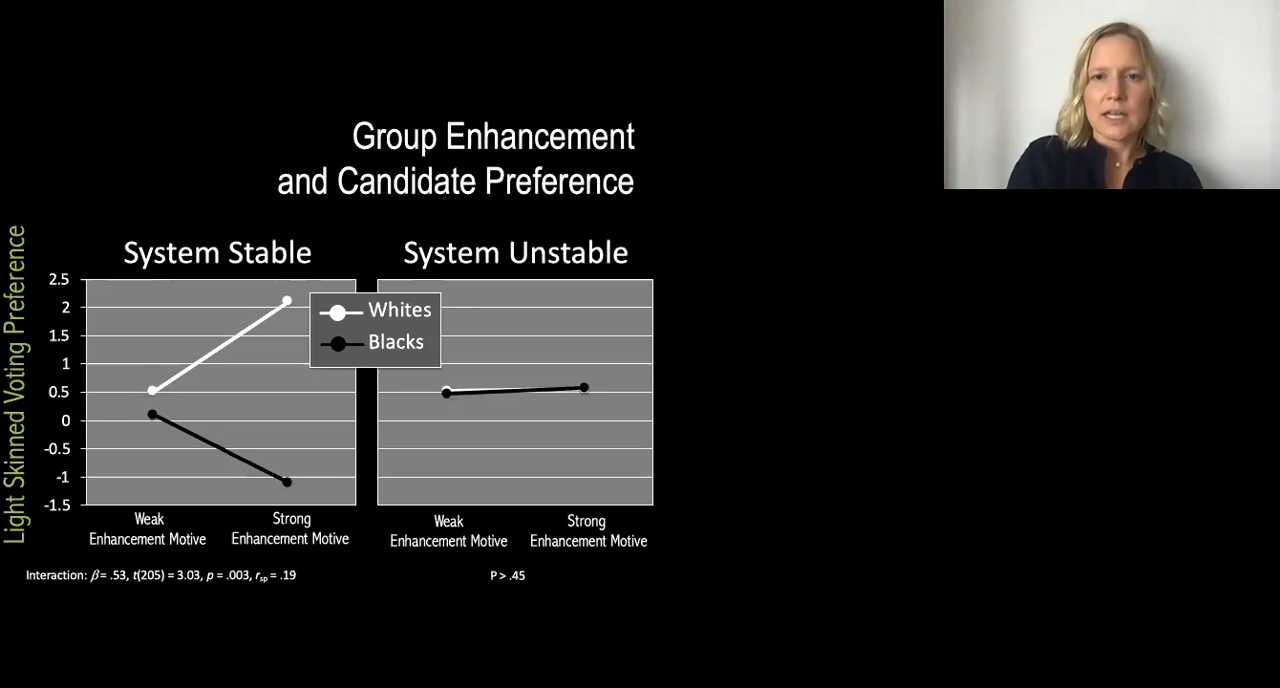 Group Enhancement
and Candidate Preference
System Stable
System Unstable
Light Skinned Voting Preference
2.5
2
1.5
1
0.5
0
-0.5
-1
-1.5
Whites
Blacks
Weak
Enhancement Motive
Strong
Enhancement Motive
Weak
Enhancement Motive
Strong
Enhancement Motive
Interaction: β = .53, t(205) = 3.03, p = .003, rsp = .19
P > .45